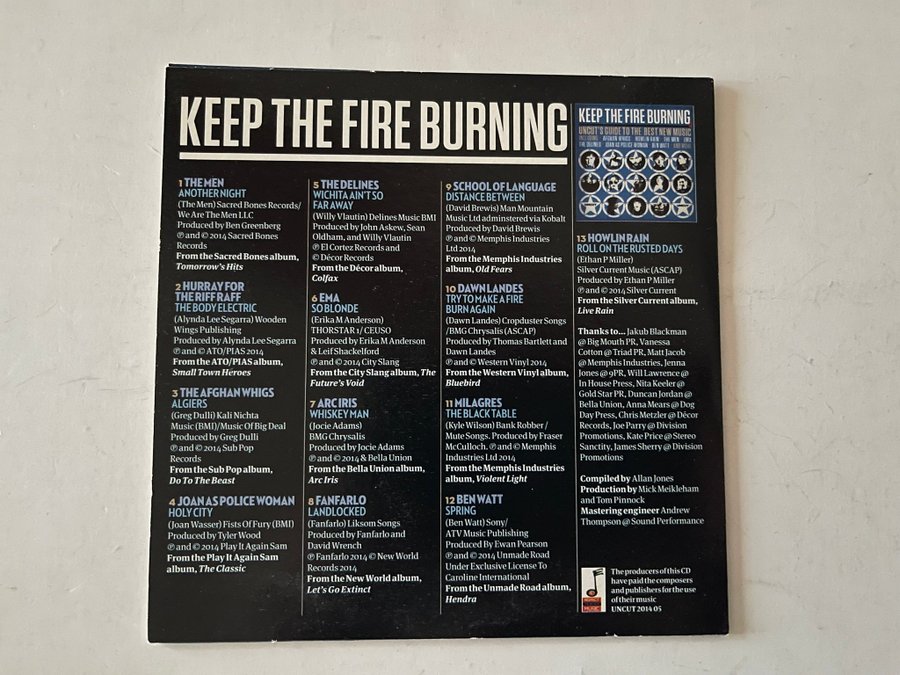 KEEP THE FIRE BURNING
1 THE MEN
ANOTHER NIGHT
(The Men) Sacred Bones Records/
We Are The Men LLC
Produced by Ben Greenberg
℗ and © 2014 Sacred Bones
Records
From the Sacred Bones album,
Tomorrow's Hits
2 HURRAY FOR
THE RIFF RAFF
THE BODY ELECTRIC
(Alynda Lee Segarra) Wooden
Wings Publishing
Produced by Alynda Lee Segarra
℗ and © ATO/PIAS 2014
From the ATO/PIAS album,
Small Town Heroes
3 THE AFGHAN WHIGS
ALGIERS
(Greg Dulli) Kali Nichta
Music (BMI)/Music Of Big Deal
Produced by Greg Dulli
℗ and © 2014 Sub Pop
Records
From the Sub Pop album,
Do To The Beast
4 JOAN AS POLICE WOMAN
HOLY CITY
(Joan Wasser) Fists Of Fury (BMI)
Produced by Tyler Wood
℗ and © 2014 Play It Again Sam
From the Play It Again Sam
album, The Classic
5 THE DELINES
WICHITA AIN'T SO
FAR AWAY
(Willy Vlautin) Delines Music BMI
Produced by John Askew, Sean
Oldham, and Willy Vlautin
℗ El Cortez Records and
© Décor Records
From the Décor album,
Colfax
6 EMA
SO BLONDE
(Erika M Anderson)
THORSTAR 1/ CEUSO
Produced by Erika M Anderson
& Leif Shackelford
℗ and © 2014 City Slang
From the City Slang album, The
Future's Void
7 ARC IRIS
WHISKEY MAN
(Jocie Adams)
BMG Chrysalis
Produced by Jocie Adams
℗ and © 2014 & Bella Union
From the Bella Union album,
Arc Iris
8 FANFARLO
LANDLOCKED
(Fanfarlo) Liksom Songs
Produced by Fanfarlo and
David Wrench
℗ Fanfarlo 2014 © New World
Records 2014
From the New World album,
Let's Go Extinct
9 SCHOOL OF LANGUAGE
DISTANCE BETWEEN
(David Brewis) Man Mountain
Music Ltd adminstered via Kobalt
Produced by David Brewis
℗ and © Memphis Industries
Ltd 2014
From the Memphis Industries
album, Old Fears
10 DAWN LANDES
TRY TO MAKE A FIRE
BURN AGAIN
(Dawn Landes) Cropduster Songs
/BMG Chrysalis (ASCAP)
Produced by Thomas Bartlett and
Dawn Landes
℗ and © Western Vinyl 2014
From the Western Vinyl album,
Bluebird
11 MILAGRES
THE BLACK TABLE
(Kyle Wilson) Bank Robber /
Mute Songs. Produced by Fraser
McCulloch. ℗ and © Memphis
Industries Ltd 2014
From the Memphis Industries
album, Violent Light
12 BEN WATT
SPRING
(Ben Watt) Sony/
ATV Music Publishing
Produced By Ewan Pearson
℗ and © 2014 Unmade Road
Under Exclusive License To
Caroline International
From the Unmade Road album,
Hendra
KEEP THE FIRE BURNING
UNCUT'S GUIDE TO THE BEST NEW MUSIC
INCLUDING AFGHAN WHIGS HOWLIN RAIN THE MEN EMA
THE DELINES JOAN AS POLICE WOMAN BEN WATT AND MORE
13 HOWLIN RAIN
ROLL ON THE RUSTED DAYS
(Ethan P Miller)
Silver Current Music (ASCAP)
Produced by Ethan P Miller
℗ and © 2014 Silver Current
From the Silver Current album,
Live Rain
Thanks to... Jakub Blackman
@ Big Mouth PR, Vanessa
Cotton @ Triad PR, Matt Jacob
@ Memphis Industries, Jenna
Jones @ 9PR, Will Lawrence @
In House Press, Nita Keeler @
Gold Star PR, Duncan Jordan @
Bella Union, Anna Mears @ Dog
Day Press, Chris Metzler @ Décor
Records, Joe Parry @ Division
Promotions, Kate Price @ Stereo
Sanctity, James Sherry @ Division
Promotions
Compiled by Allan Jones
Production by Mick Meikleham
and Tom Pinnock
Mastering engineer Andrew
Thompson @ Sound Performance
MUSIC
The producers of this CD
have paid the composers
and publishers for the use
of their music
UNCUT 2014 05